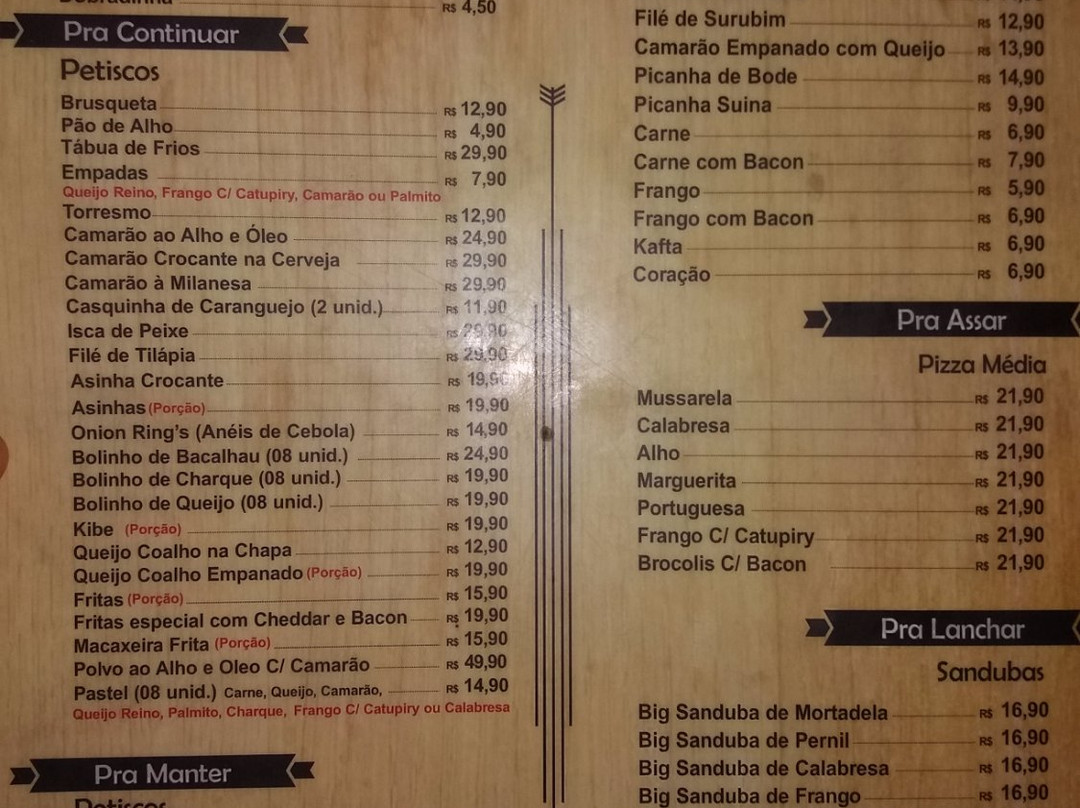 R$ 4,50
Pra Continuar
Petiscos
Brusqueta R$ 12,90
Pão de Alho R$ 4,90
Tábua de Frios R$ 29,90
Empadas R$ 7,90
Queijo Reino, Frango C/ Catupiry, Camarão ou Palmito
Torresmo R$ 12,90
Camarão ao Alho e Óleo R$ 24,90
Camarão Crocante na Cerveja R$ 29,90
Camarão à Milanesa R$ 29,90
Casquinha de Caranguejo (2 unid.) R$ 11,90
Isca de Peixe R$ 29,90
Filé de Tilápia R$ 29,90
Asinha Crocante R$ 19,90
Asinhas (Porção) R$ 19,90
Onion Ring's (Anéis de Cebola) R$ 14,90
Bolinho de Bacalhau (08 unid.) R$ 24,90
Bolinho de Charque (08 unid.) R$ 19,90
Bolinho de Queijo (08 unid.) R$ 19,90
Kibe (Porção) R$ 19,90
Queijo Coalho na Chapa R$ 12,90
Queijo Coalho Empanado (Porção) R$ 19,90
Fritas (Porção) R$ 15,90
Fritas especial com Cheddar e Bacon R$ 19,90
Macaxeira Frita (Porção) R$ 15,90
Polvo ao Alho e Oleo C/ Camarão R$ 49,90
Pastel (08 unid.) Carne, Queijo, Camarão, R$ 14,90
Queijo Reino, Palmito, Charque, Frango C/ Catupiry ou Calabresa
Pra Manter
Petiscos
Filé de Surubim R$ 12,90
Camarão Empanado com Queijo R$ 13,90
Picanha de Bode R$ 14,90
Picanha Suina R$ 9,90
Carne R$ 6,90
Carne com Bacon R$ 7,90
Frango R$ 5,90
Frango com Bacon R$ 6,90
Kafta R$ 6,90
Coração R$ 6,90
Pra Assar
Pizza Média
Mussarela R$ 21,90
Calabresa R$ 21,90
Alho R$ 21,90
Marguerita R$ 21,90
Portuguesa R$ 21,90
Frango C/ Catupiry R$ 21,90
Brocolis C/ Bacon R$ 21,90
Pra Lanchar
Sandubas
Big Sanduba de Mortadela R$ 16,90
Big Sanduba de Pernil R$ 16,90
Big Sanduba de Calabresa R$ 16,90
Big Sanduba de Frango R$ 16,90